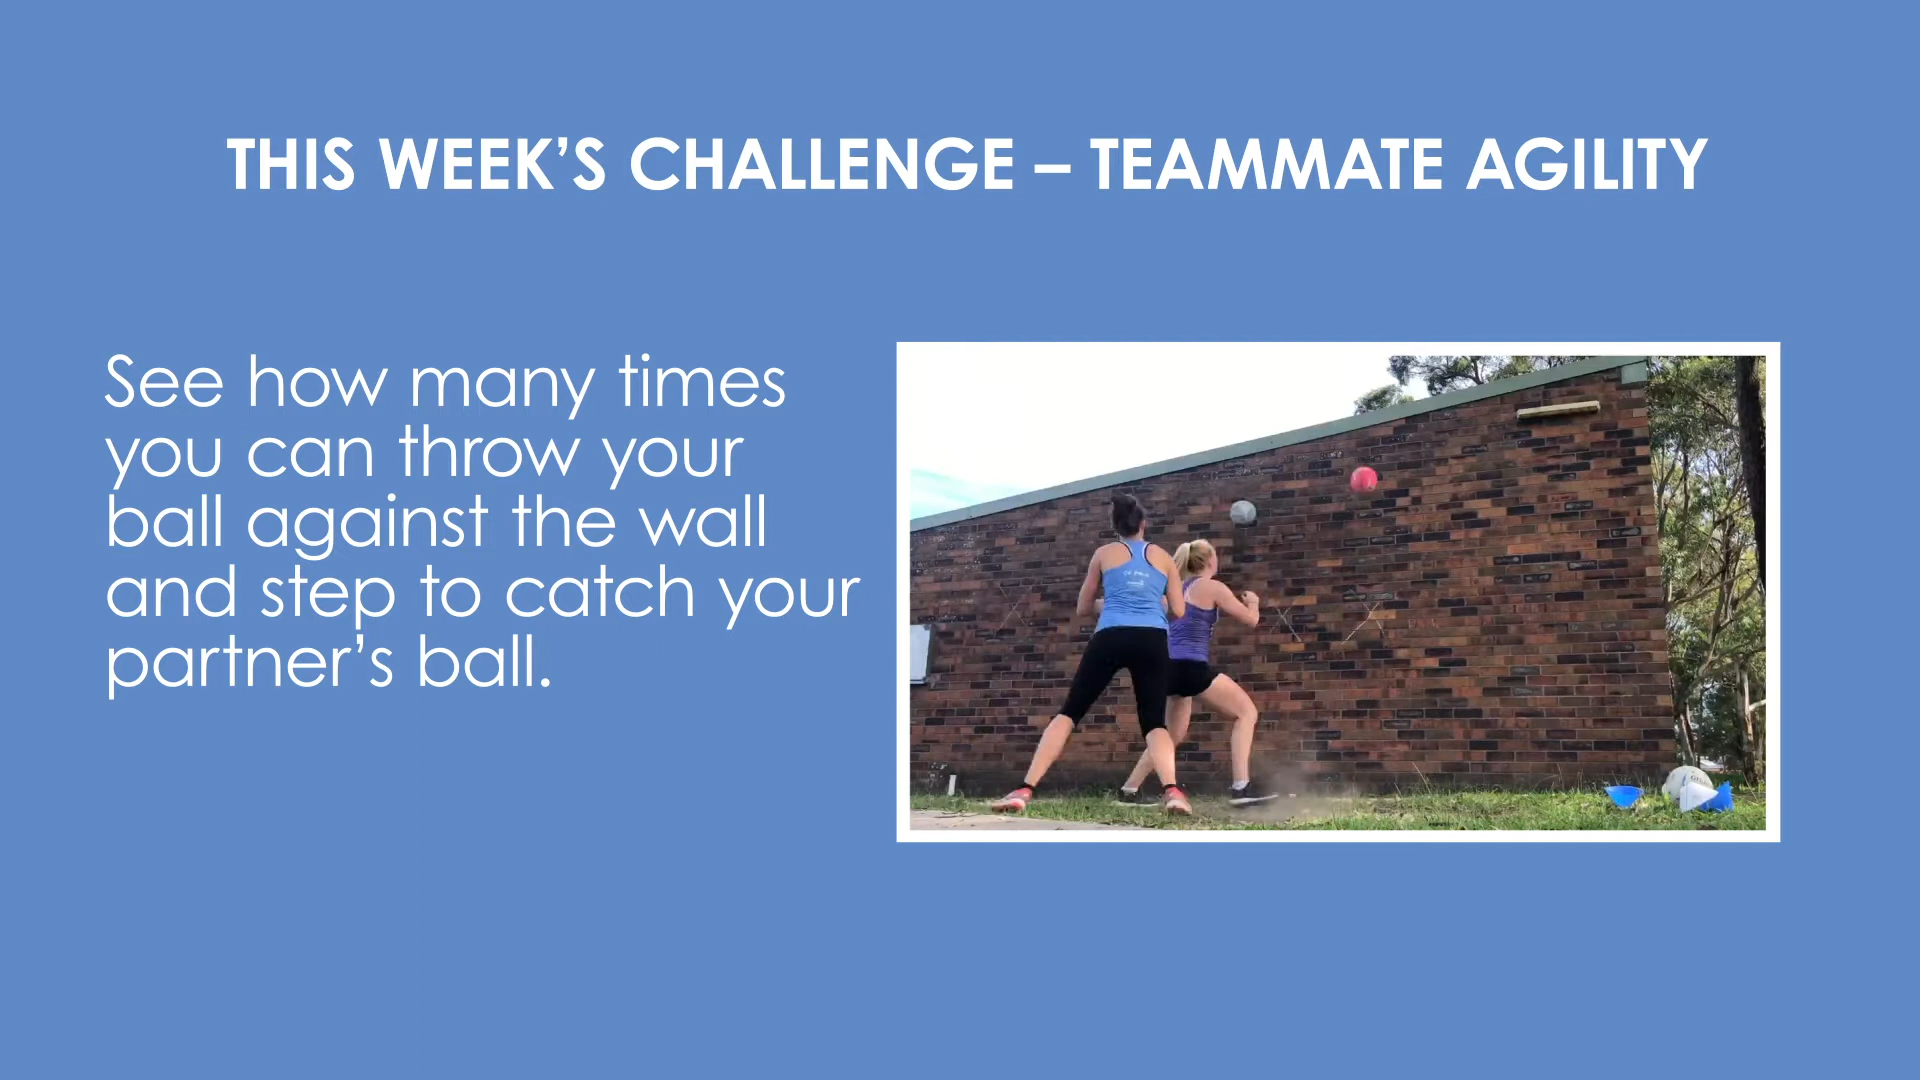 THIS WEEK’S CHALLENGE – TEAMMATE AGILITY
See how many times
you can throw your
ball against the wall
and step to catch your
partner’s ball.